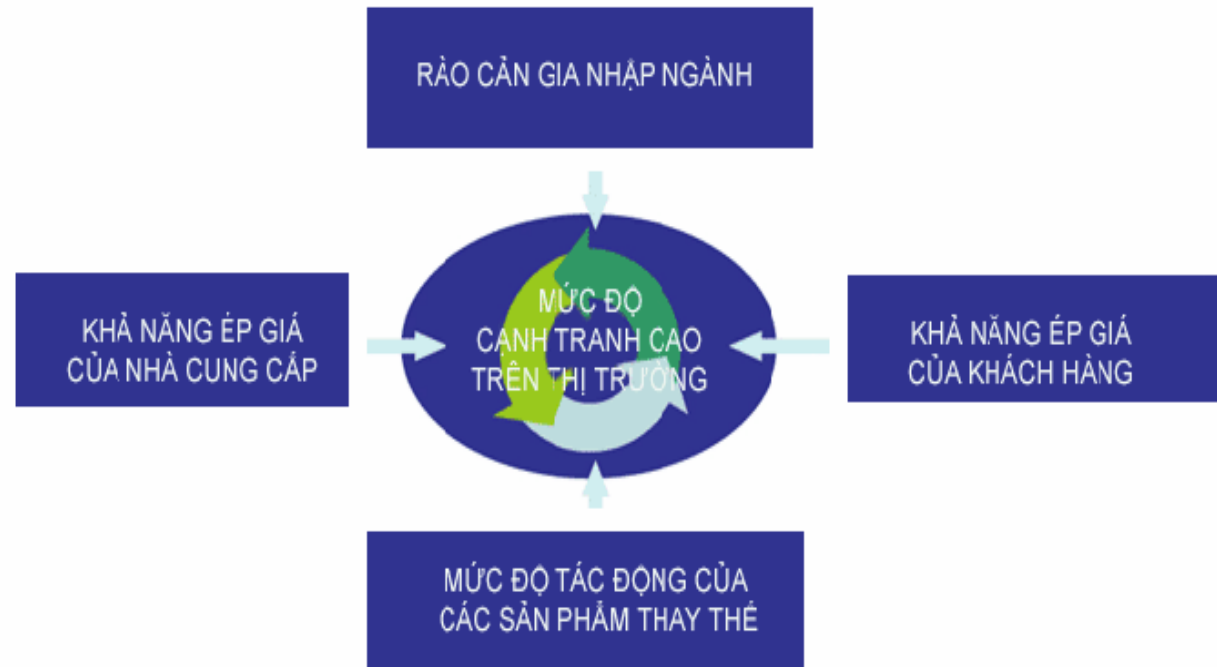 RÀO CẢN GIA NHẬP NGÀNH
KHẢ NĂNG ÉP GIÁ
CỦA NHÀ CUNG CẤP
MỨC ĐỘ
CẠNH TRANH CAO
TRÊN THỊ TRƯỜNG
KHẢ NĂNG ÉP GIÁ
CỦA KHÁCH HÀNG
MỨC ĐỘ TÁC ĐỘNG CỦA
CÁC SẢN PHẨM THAY THẾ